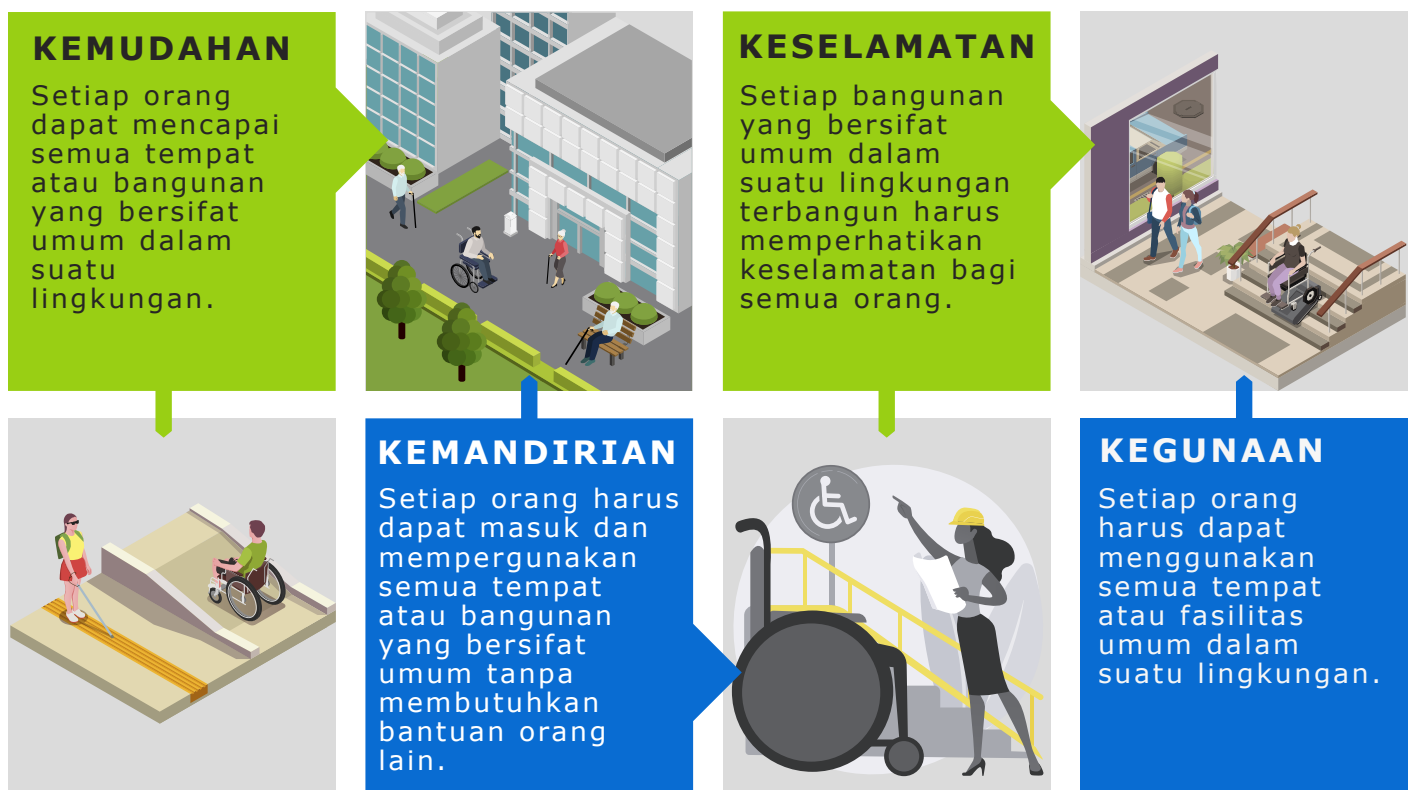 KEMUDAHAN
Setiap orang
dapat mencapai
semua tempat
atau bangunan
yang bersifat
umum dalam
suatu
lingkungan.
KESELAMATAN
Setiap bangunan
yang bersifat
umum dalam
suatu lingkungan
terbangun harus
memperhatikan
keselamatan bagi
semua orang.
KEMANDIRIAN
Setiap orang harus
dapat masuk dan
mempergunakan
semua tempat
atau bangunan
yang bersifat
umum tanpa
membutuhkan
bantuan orang
lain.
KEGUNAAN
Setiap orang
harus dapat
menggunakan
semua tempat
atau fasilitas
umum dalam
suatu lingkungan.